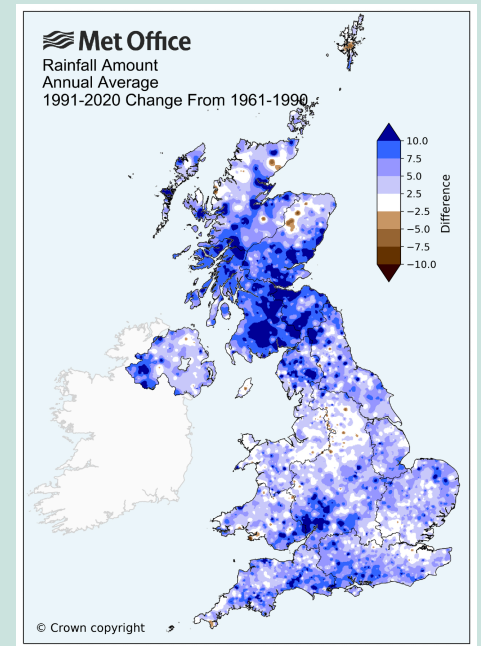 Met Office
Rainfall Amount
Annual Average
1991-2020 Change From 1961-1990
10.0
7.5
5.0
2.5
−2.5
−5.0
−7.5
−10.0
Difference
© Crown copyright